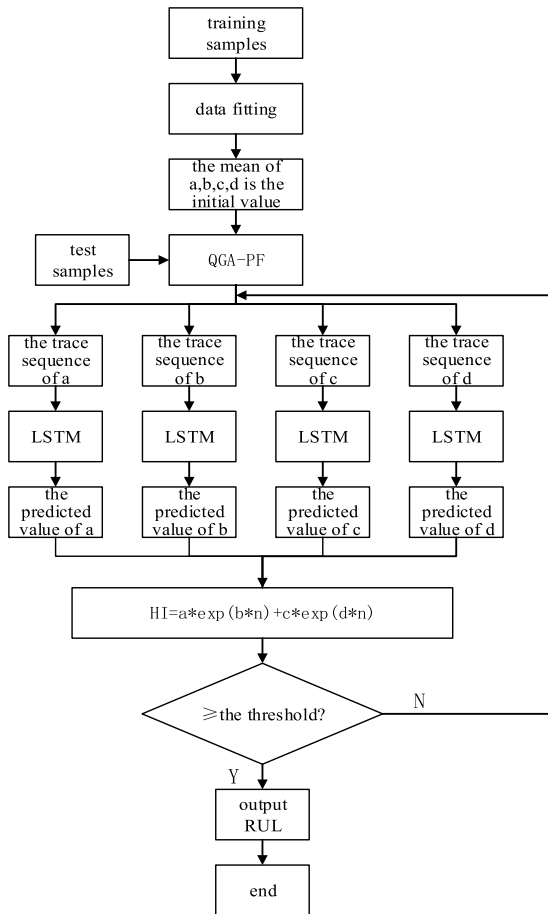 training
samples
data fitting
the mean of
a,b,c,d is the
initial value
test
samples
QGA-PF
the trace
sequence
of a
the trace
sequence
of b
the trace
sequence
of c
the trace
sequence
of d
LSTM
LSTM
LSTM
LSTM
the
predicted
value of a
the
predicted
value of b
the
predicted
value of c
the
predicted
value of d
HI=a*exp(b*n)+c*exp(d*n)
≥the threshold?
N
Y
output
RUL
end